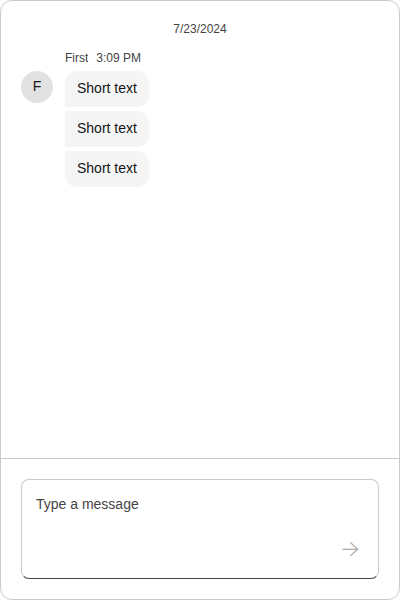 7/23/2024
First 3:09 PM
F
Short text
Short text
Short text
Type a message